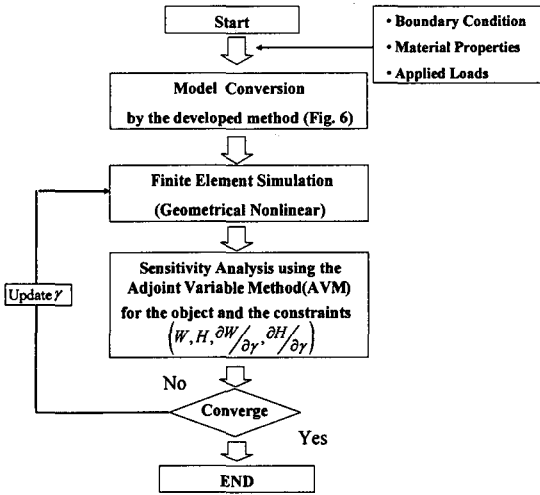 Start
• Boundary Condition
• Material Properties
• Applied Loads
Model Conversion
by the developed method (Fig. 6)
Finite Element Simulation
(Geometrical Nonlinear)
Sensitivity Analysis using the
Adjoint Variable Method(AVM)
for the object and the constraints
(W, H, ∂W/∂γ, ∂H/∂γ)
Update γ
No
Converge
Yes
END